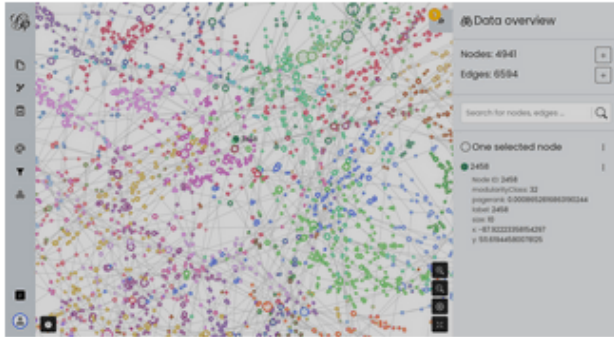 Data overview
Nodes: 4941
Edges: 6594
Search for nodes, edges ...
One selected node
2458
Node ID: 2458
modularityClass: 32
label: 2458
size: 10